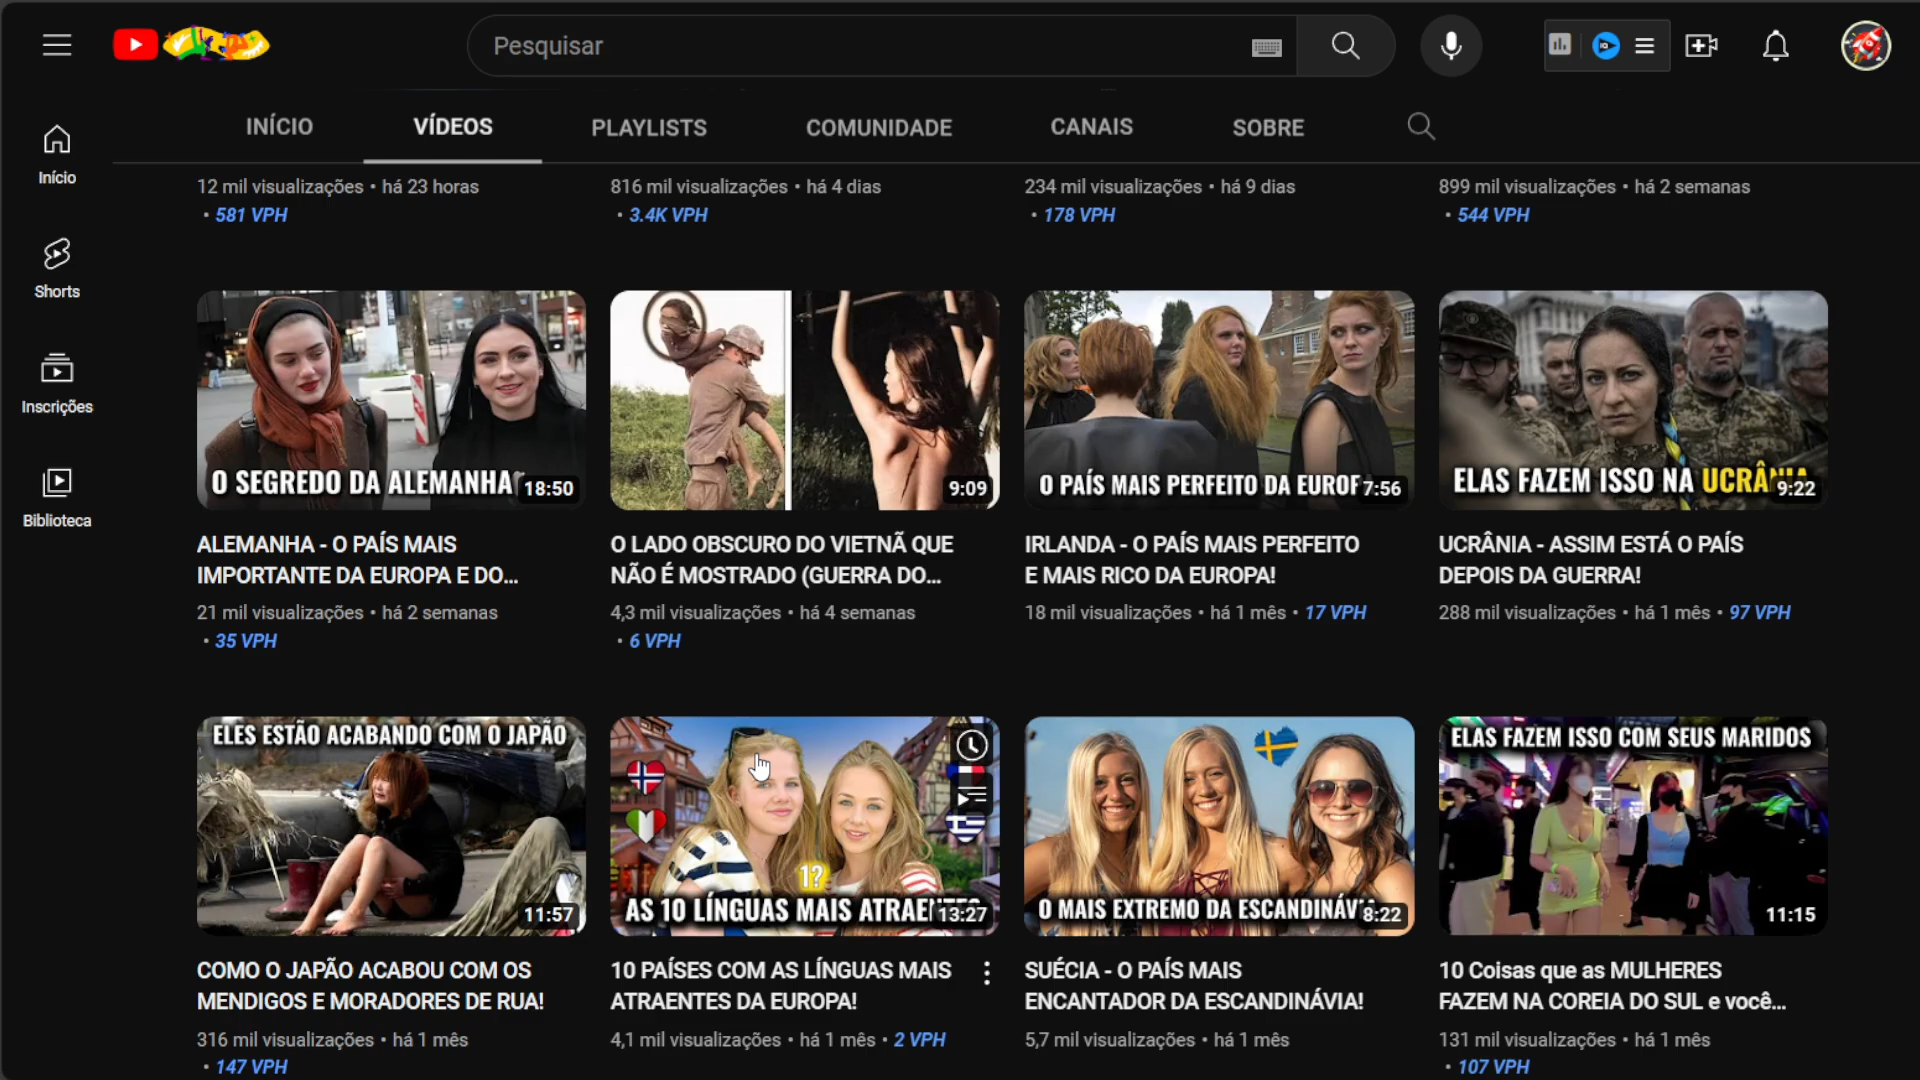 Pesquisar
INÍCIO VÍDEOS PLAYLISTS COMUNIDADE CANAIS SOBRE
Início
Shorts
Inscrições
Biblioteca
12 mil visualizações • há 23 horas
• 581 VPH
816 mil visualizações • há 4 dias
• 3.4K VPH
234 mil visualizações • há 9 dias
• 178 VPH
899 mil visualizações • há 2 semanas
• 544 VPH
O SEGREDO DA ALEMANHA
18:50
ALEMANHA - O PAÍS MAIS
IMPORTANTE DA EUROPA E DO...
21 mil visualizações • há 2 semanas
• 35 VPH
9:09
O LADO OBSCURO DO VIETNÃ QUE
NÃO É MOSTRADO (GUERRA DO...
4,3 mil visualizações • há 4 semanas
• 6 VPH
O PAÍS MAIS PERFEITO DA EUROP
7:56
IRLANDA - O PAÍS MAIS PERFEITO
E MAIS RICO DA EUROPA!
18 mil visualizações • há 1 mês • 17 VPH
ELAS FAZEM ISSO NA UCRÂNIA
9:22
UCRÂNIA - ASSIM ESTÁ O PAÍS
DEPOIS DA GUERRA!
288 mil visualizações • há 1 mês • 97 VPH
ELES ESTÃO ACABANDO COM O JAPÃO
11:57
COMO O JAPÃO ACABOU COM OS
MENDIGOS E MORADORES DE RUA!
316 mil visualizações • há 1 mês
• 147 VPH
1?
AS 10 LÍNGUAS MAIS ATRAENTES
13:27
10 PAÍSES COM AS LÍNGUAS MAIS
ATRAENTES DA EUROPA!
4,1 mil visualizações • há 1 mês • 2 VPH
O MAIS EXTREMO DA ESCANDINÁVI
8:22
SUÉCIA - O PAÍS MAIS
ENCANTADOR DA ESCANDINÁVIA!
5,7 mil visualizações • há 1 mês
ELAS FAZEM ISSO COM SEUS MARIDOS
11:15
10 Coisas que as MULHERES
FAZEM NA COREIA DO SUL e você...
131 mil visualizações • há 1 mês
• 107 VPH